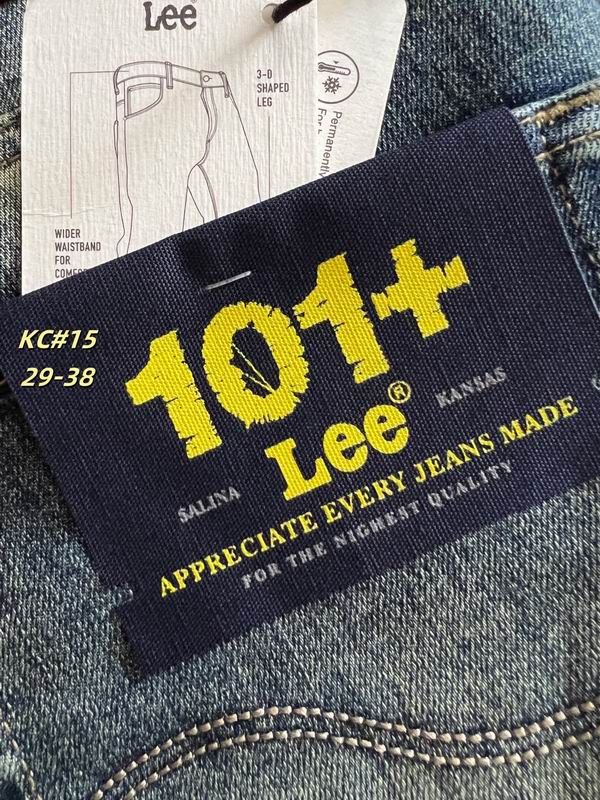 Lee
3-D
SHAPED
LEG
Permanently
WIDER
WAISTBAND
FOR
KC#15
29-38
101+
Lee®
SALINA
KANSAS
APPRECIATE EVERY JEANS MADE
FOR THE NIGHEST QUALITY